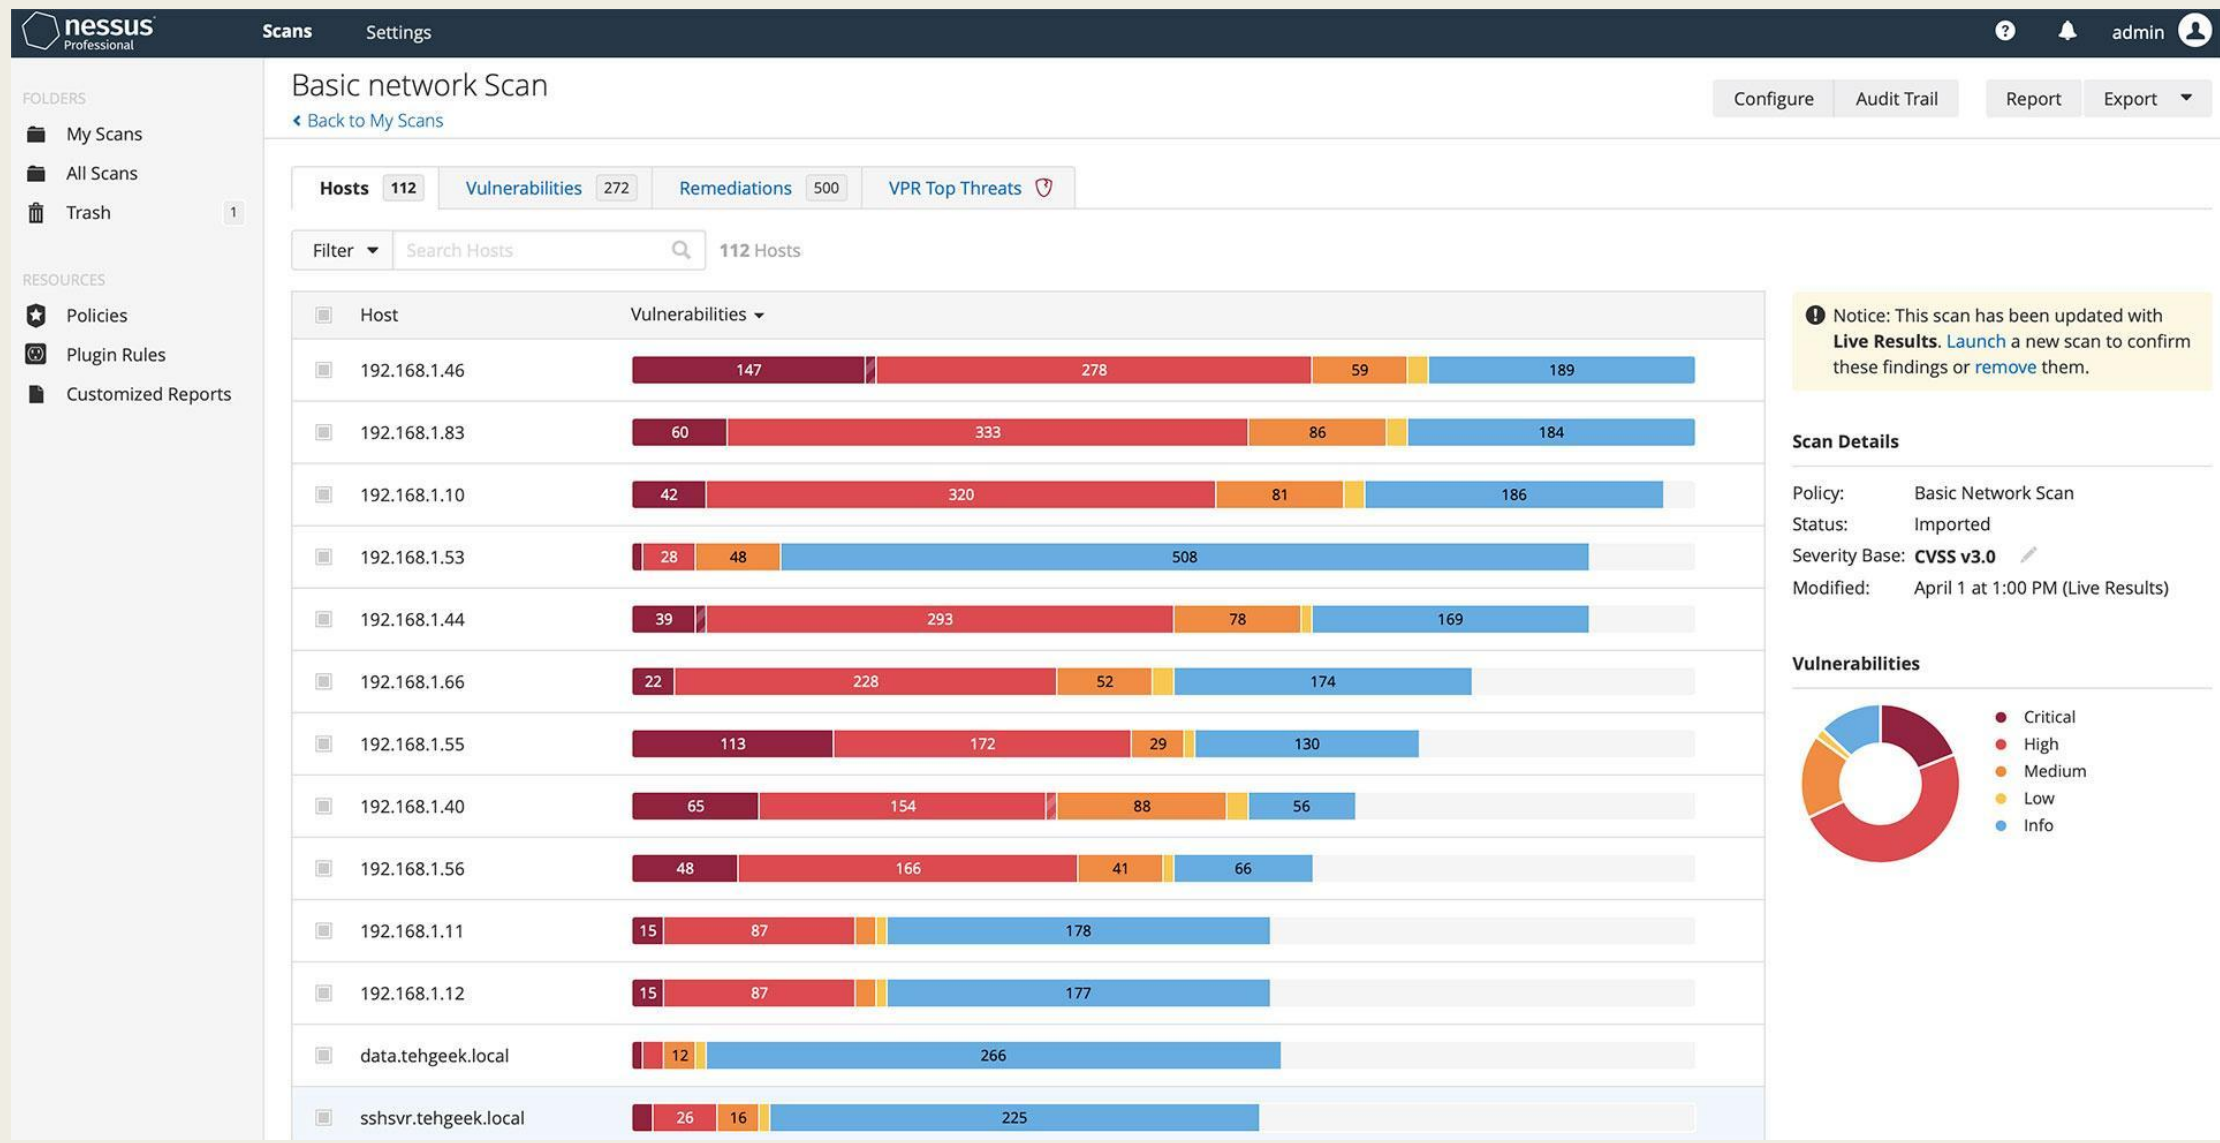 nessus
Professional
Scans
Settings
?
admin
FOLDERS
My Scans
All Scans
Trash
1
RESOURCES
Policies
Plugin Rules
Customized Reports
Basic network Scan
Back to My Scans
Configure
Audit Trail
Report
Export
Hosts 112
Vulnerabilities 272
Remediations 500
VPR Top Threats
Filter
Search Hosts
112 Hosts
Host Vulnerabilities
192.168.1.46 147 278 59 189
192.168.1.83 60 333 86 184
192.168.1.10 42 320 81 186
192.168.1.53 28 48 508
192.168.1.44 39 293 78 169
192.168.1.66 22 228 52 174
192.168.1.55 113 172 29 130
192.168.1.40 65 154 88 56
192.168.1.56 48 166 41 66
192.168.1.11 15 87 178
192.168.1.12 15 87 177
data.tehgeek.local 12 266
sshsvr.tehgeek.local 26 16 225
Notice: This scan has been updated with
Live Results. Launch a new scan to confirm
these findings or remove them.
Scan Details
Policy: Basic Network Scan
Status: Imported
Severity Base: CVSS v3.0
Modified: April 1 at 1:00 PM (Live Results)
Vulnerabilities
Critical
High
Medium
Low
Info